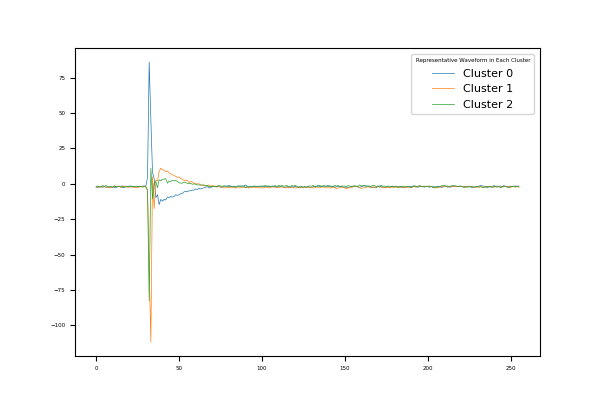 Representative Waveform in Each Cluster
Cluster 0
Cluster 1
Cluster 2
75
50
25
0
−25
−50
−75
−100
0 50 100 150 200 250